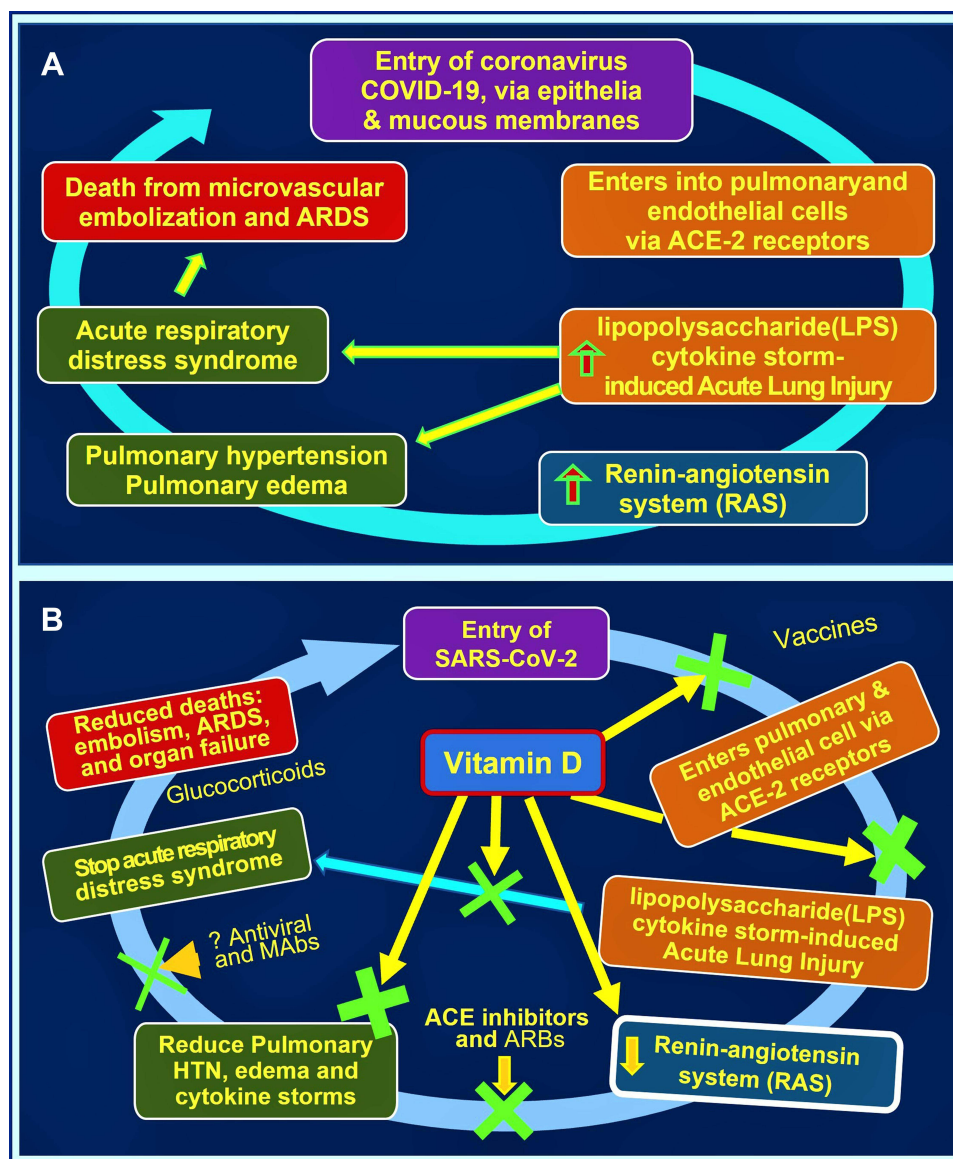 A
Entry of coronavirus
COVID-19, via epithelia
& mucous membranes
Death from microvascular
embolization and ARDS
Enters into pulmonaryand
endothelial cells
via ACE-2 receptors
Acute respiratory
distress syndrome
lipopolysaccharide(LPS)
cytokine storm-
induced Acute Lung Injury
Pulmonary hypertension
Pulmonary edema
Renin-angiotensin
system (RAS)
B
Entry of
SARS-CoV-2
Vaccines
Reduced deaths:
embolism, ARDS,
and organ failure
Vitamin D
Enters pulmonary &
endothelial cell via
ACE-2 receptors
Glucocorticoids
Stop acute respiratory
distress syndrome
lipopolysaccharide(LPS)
cytokine storm-induced
Acute Lung Injury
? Antiviral
and MAbs
ACE inhibitors
and ARBs
Reduce Pulmonary
HTN, edema and
cytokine storms
Renin-angiotensin
system (RAS)